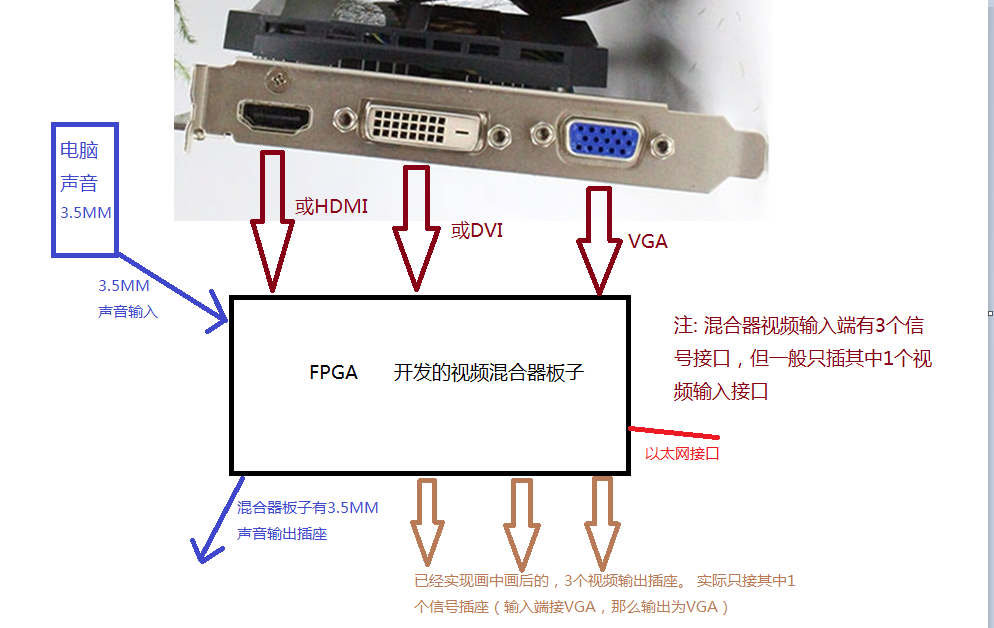 电脑
声音
3.5MM
或HDMI
或DVI
VGA
3.5MM
声音输入
FPGA 开发的视频混合器板子
注: 混合器视频输入端有3个信
号接口，但一般只插其中1个视
频输入接口
以太网接口
混合器板子有3.5MM
声音输出插座
已经实现画中画后的，3个视频输出插座。 实际只接其中1
个信号插座（输入端接VGA，那么输出为VGA）